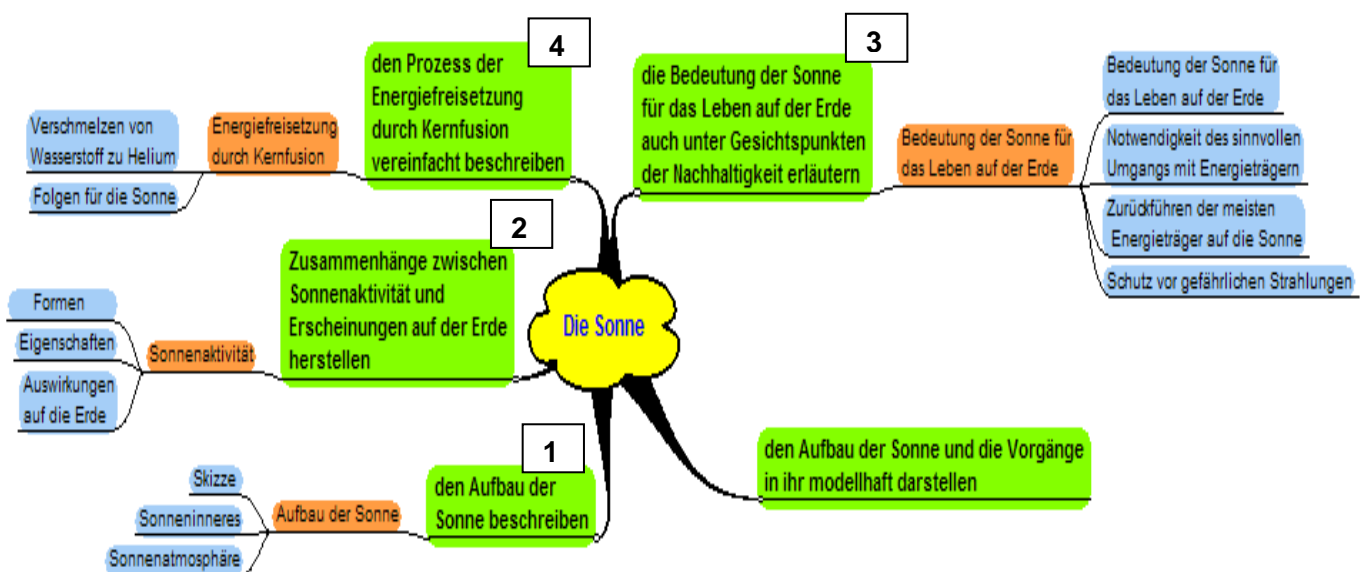 4
den Prozess der
Energiefreisetzung
durch Kernfusion
vereinfacht beschreiben
Energiefreisetzung
durch Kernfusion
Verschmelzen von
Wasserstoff zu Helium
Folgen für die Sonne
3
die Bedeutung der Sonne
für das Leben auf der Erde
auch unter Gesichtspunkten
der Nachhaltigkeit erläutern
Bedeutung der Sonne für
das Leben auf der Erde
Bedeutung der Sonne für
das Leben auf der Erde
Notwendigkeit des sinnvollen
Umgangs mit Energieträgern
Zurückführen der meisten
Energieträger auf die Sonne
Schutz vor gefährlichen Strahlungen
2
Zusammenhänge zwischen
Sonnenaktivität und
Erscheinungen auf der Erde
herstellen
Sonnenaktivität
Formen
Eigenschaften
Auswirkungen
auf die Erde
Die Sonne
1
den Aufbau der
Sonne beschreiben
Aufbau der Sonne
Skizze
Sonneninneres
Sonnenatmosphäre
den Aufbau der Sonne und die Vorgänge
in ihr modellhaft darstellen